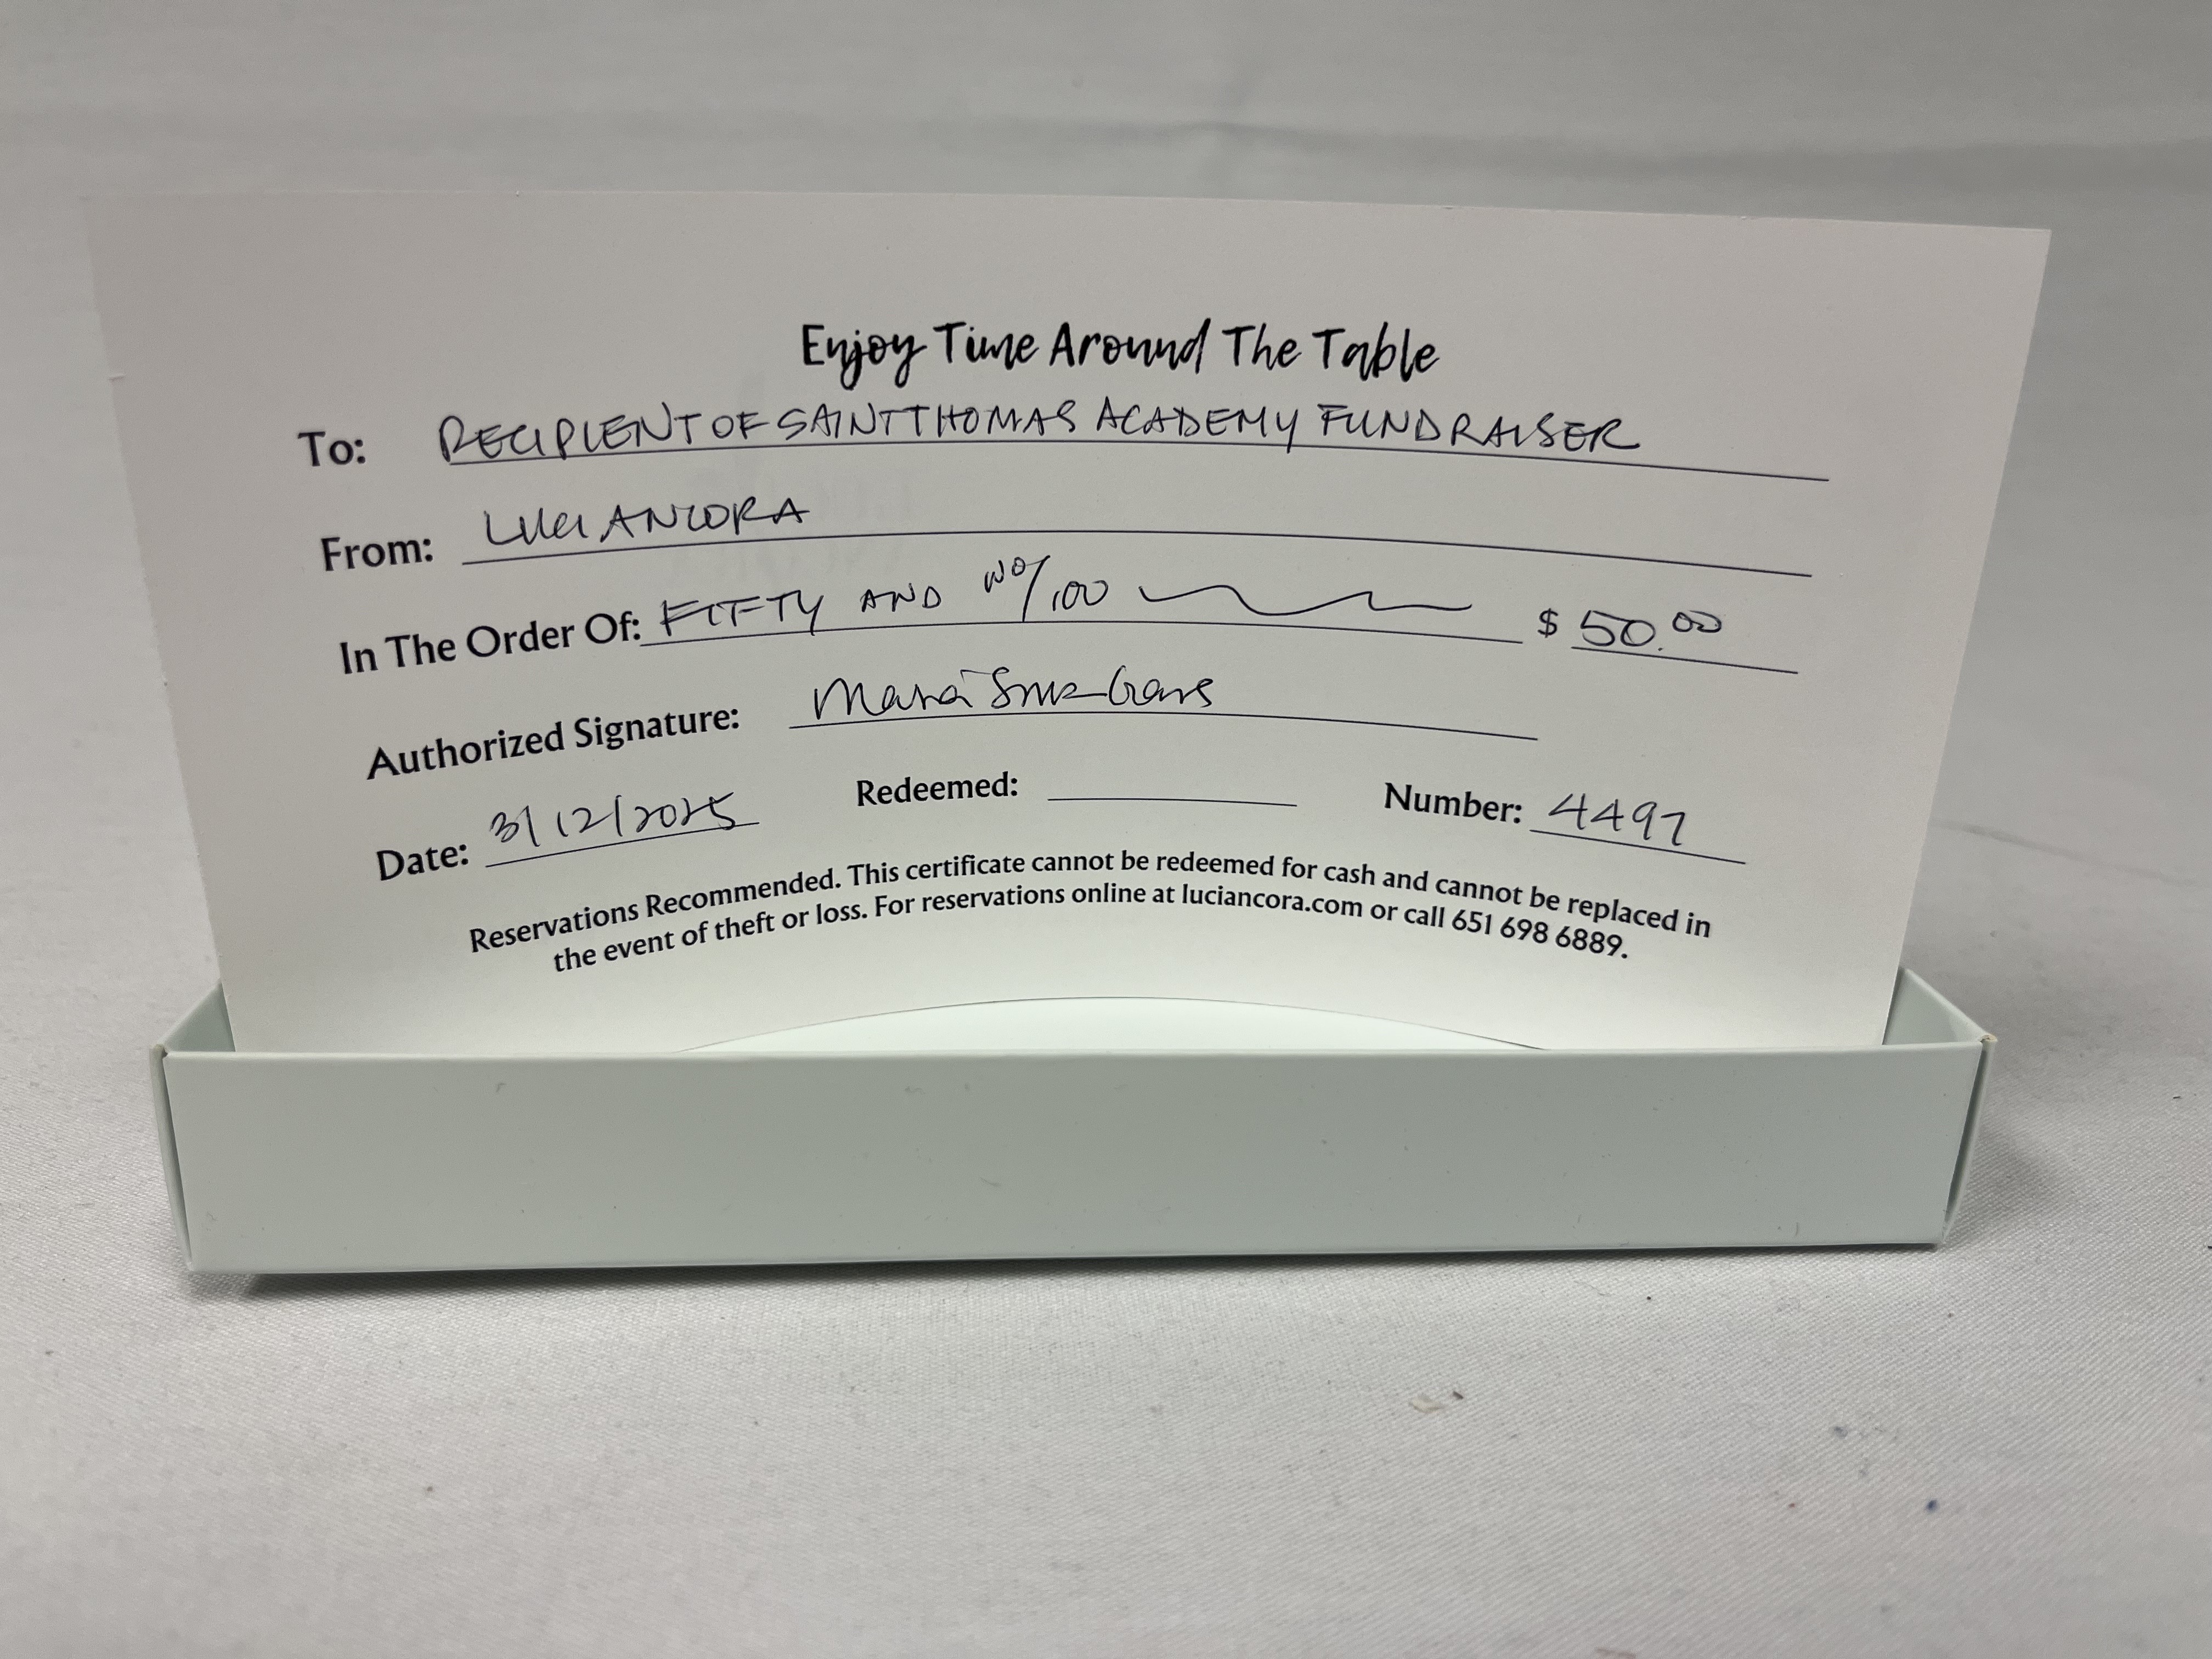 Enjoy Time Around The Table
To: RECIPIENT OF SAINT THOMAS ACADEMY FUNDRAISER
From: LUCI ANCORA
In The Order Of: FIFTY AND NO/100 $ 50.00
Authorized Signature:
Date: 3/12/2025 Redeemed: Number: 4497
Reservations Recommended. This certificate cannot be redeemed for cash and cannot be replaced in
the event of theft or loss. For reservations online at luciancora.com or call 651 698 6889.